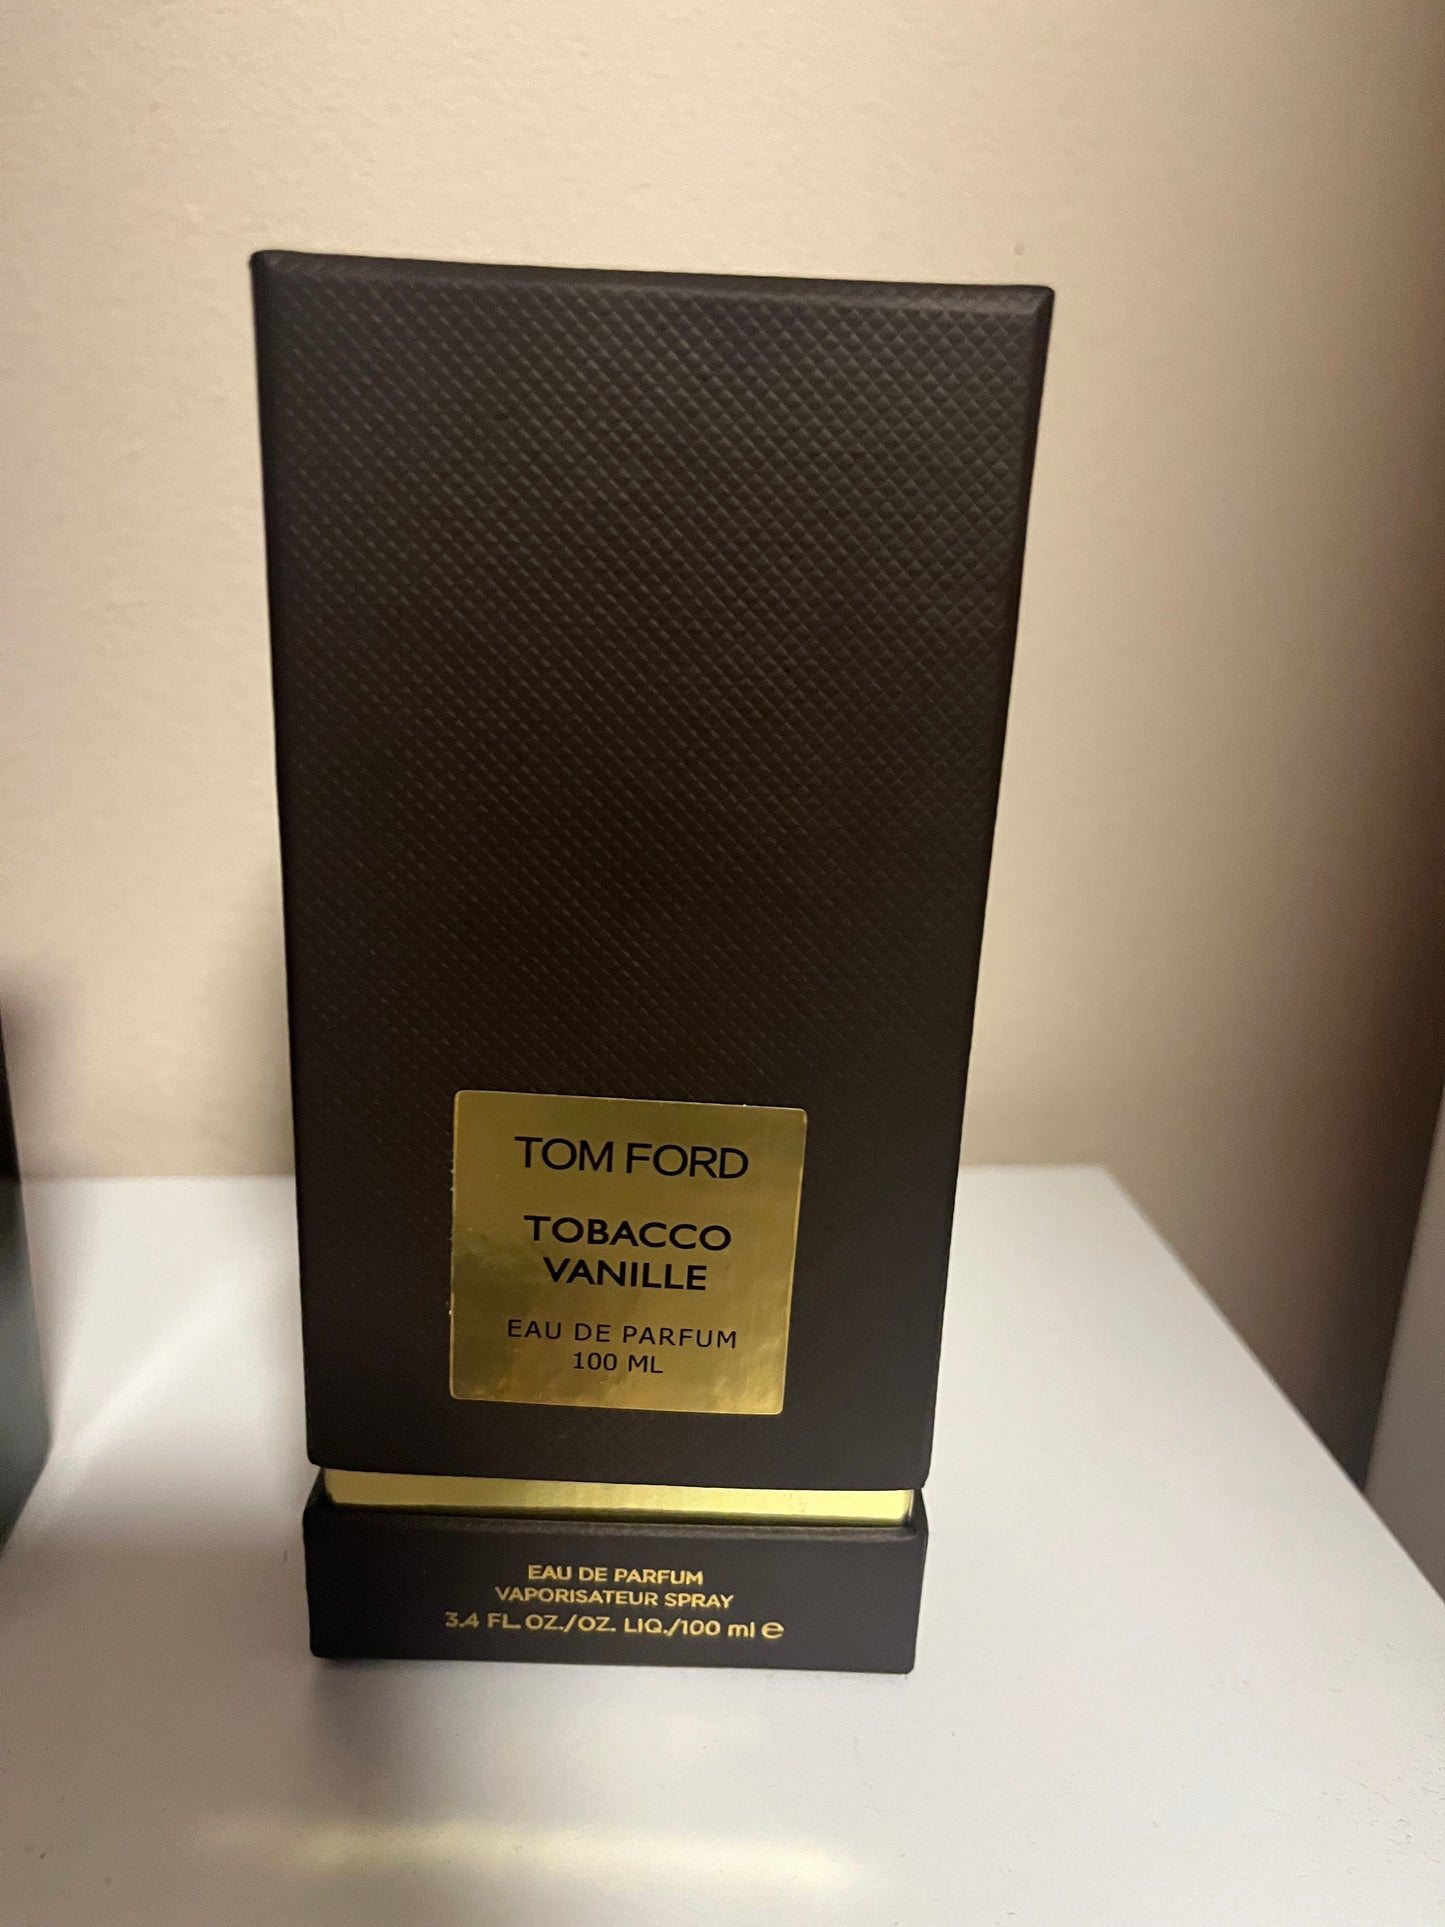 TOM FORD
TOBACCO
VANILLE
EAU DE PARFUM
100 ML
EAU DE PARFUM
VAPORISATEUR SPRAY
3.4 FL. OZ./OZ. LIQ./100 ml e